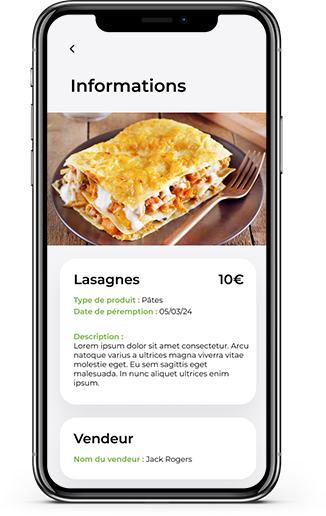 Informations
Lasagnes 10€
Type de produit : Pâtes
Date de péremption : 05/03/24
Description :
Lorem ipsum dolor sit amet consectetur. Arcu
natoque varius a ultrices magna viverra vitae
molestie eget. Eu sem sagittis eget
malesuada. In nunc aliquet ultrices enim
ipsum.
Vendeur
Nom du vendeur : Jack Rogers